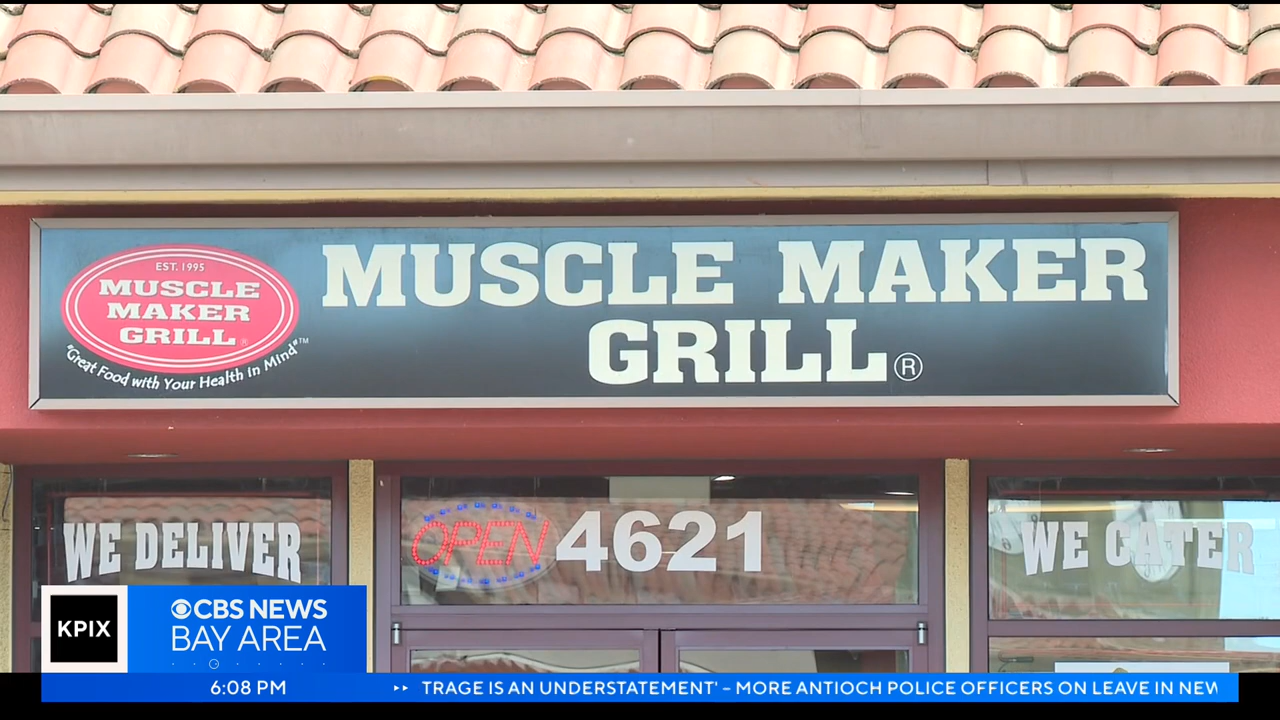 EST. 1995
MUSCLE
MAKER
GRILL®
"Great Food with Your Health in Mind"™
MUSCLE MAKER
GRILL®
WE DELIVER
OPEN
4621
WE CATER
KPIX
CBS NEWS
BAY AREA
6:08 PM
TRAGE IS AN UNDERSTATEMENT' – MORE ANTIOCH POLICE OFFICERS ON LEAVE IN NEW